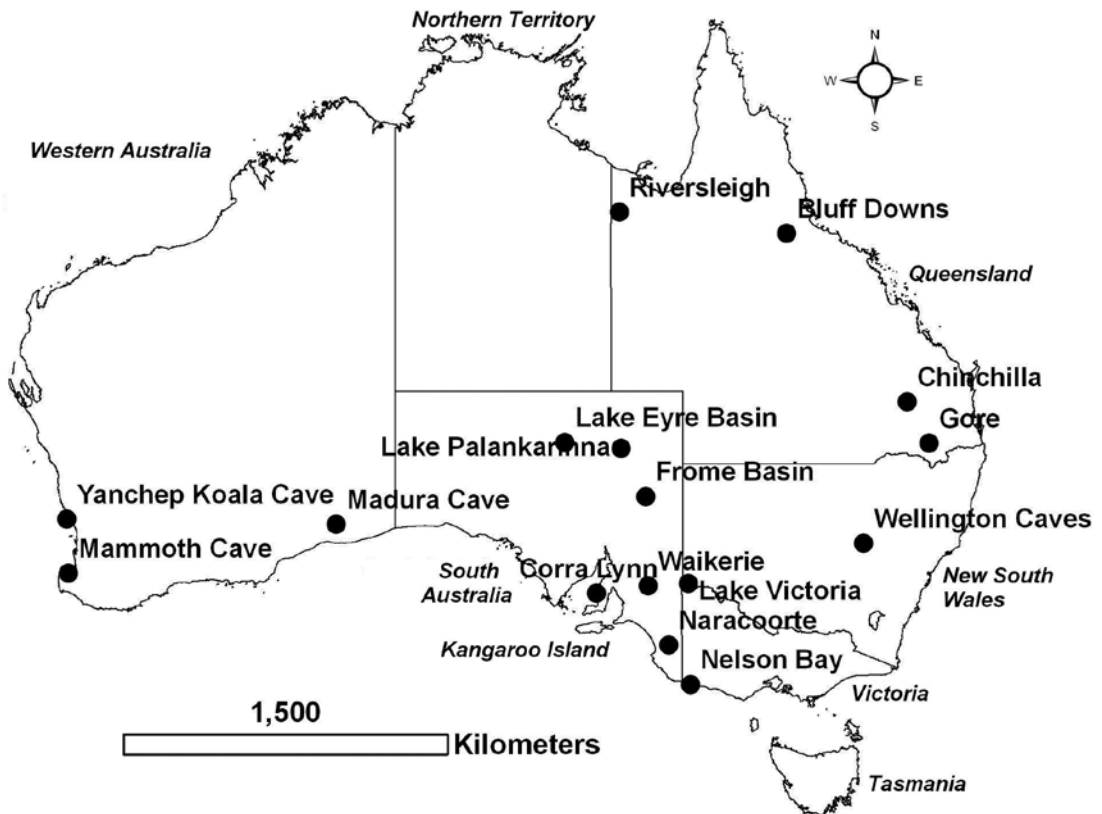 Northern Territory
N
W
E
S
Western Australia
Riversleigh
Bluff Downs
Queensland
Chinchilla
Gore
Lake Eyre Basin
Lake Palankarinna
Frome Basin
Yanchep Koala Cave
Madura Cave
Wellington Caves
Mammoth Cave
South
Australia
Corra Lynn
Waikerie
Lake Victoria
New South
Wales
Naracoorte
Kangaroo Island
Nelson Bay
Victoria
1,500
Kilometers
Tasmania